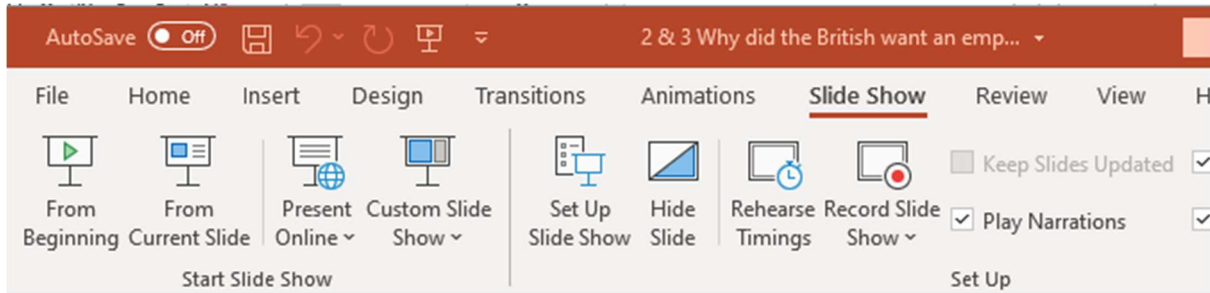 AutoSave Off 2 & 3 Why did the British want an emp...
File Home Insert Design Transitions Animations Slide Show Review View H
From Beginning
From Current Slide
Present Online
Custom Slide Show
Set Up Slide Show
Hide Slide
Rehearse Timings
Record Slide Show
Keep Slides Updated
Play Narrations
Start Slide Show
Set Up